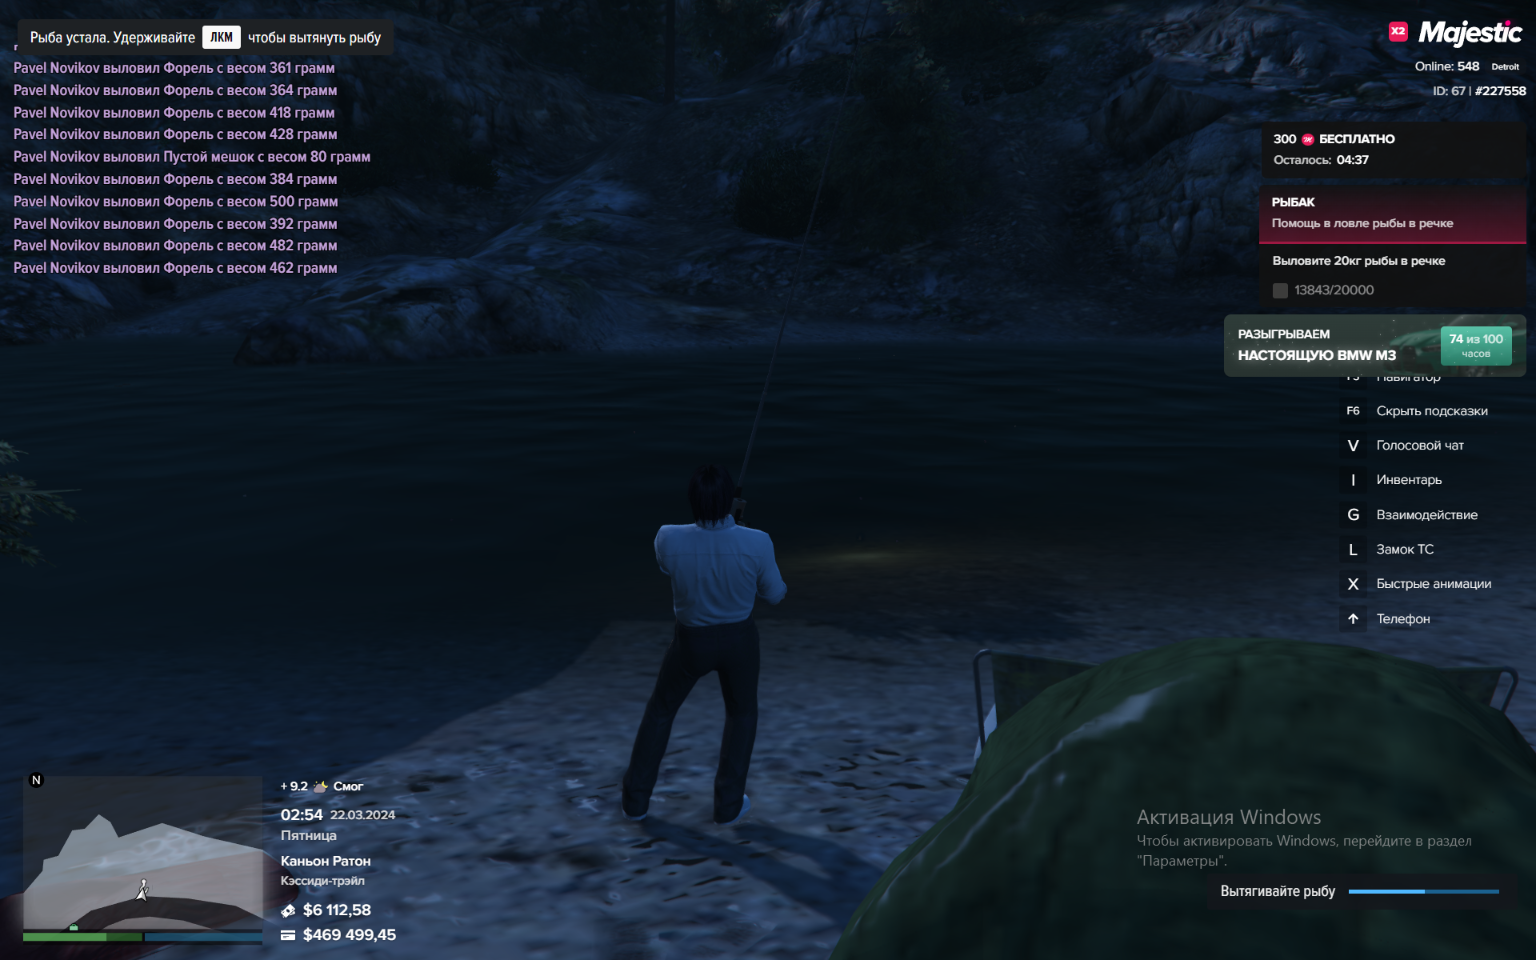 Рыба устала. Удерживайте ЛКМ чтобы вытянуть рыбу
Pavel Novikov выловил Форель с весом 361 грамм
Pavel Novikov выловил Форель с весом 364 грамм
Pavel Novikov выловил Форель с весом 418 грамм
Pavel Novikov выловил Форель с весом 428 грамм
Pavel Novikov выловил Пустой мешок с весом 80 грамм
Pavel Novikov выловил Форель с весом 384 грамм
Pavel Novikov выловил Форель с весом 500 грамм
Pavel Novikov выловил Форель с весом 392 грамм
Pavel Novikov выловил Форель с весом 482 грамм
Pavel Novikov выловил Форель с весом 462 грамм
X2 Majestic
Online: 548 Detroit
ID: 67 | #227558
300 БЕСПЛАТНО
Осталось: 04:37
РЫБАК
Помощь в ловле рыбы в речке
Выловите 20кг рыбы в речке
13843/20000
РАЗЫГРЫВАЕМ
НАСТОЯЩУЮ BMW M3
74 из 100
часов
Навигатор
F6 Скрыть подсказки
V Голосовой чат
I Инвентарь
G Взаимодействие
L Замок ТС
X Быстрые анимации
Телефон
N
+ 9.2 Смог
02:54 22.03.2024
Пятница
Каньон Ратон
Кэссиди-трэйл
$6 112,58
$469 499,45
Активация Windows
Чтобы активировать Windows, перейдите в раздел
"Параметры".
Вытягивайте рыбу